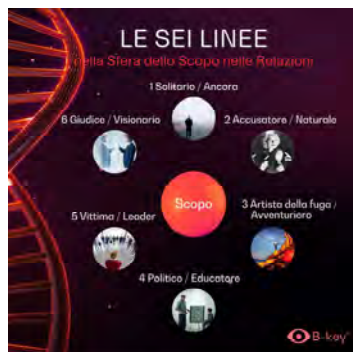 LE SEI LINEE
nella Sfera dello Scopo nelle Relazioni
1 Solitario / Ancora
6 Giudice / Visionario
2 Accusatore / Naturale
Scopo
5 Vittima / Leader
3 Artista della fuga /
Avventuriero
4 Politico / Educatore
B-key